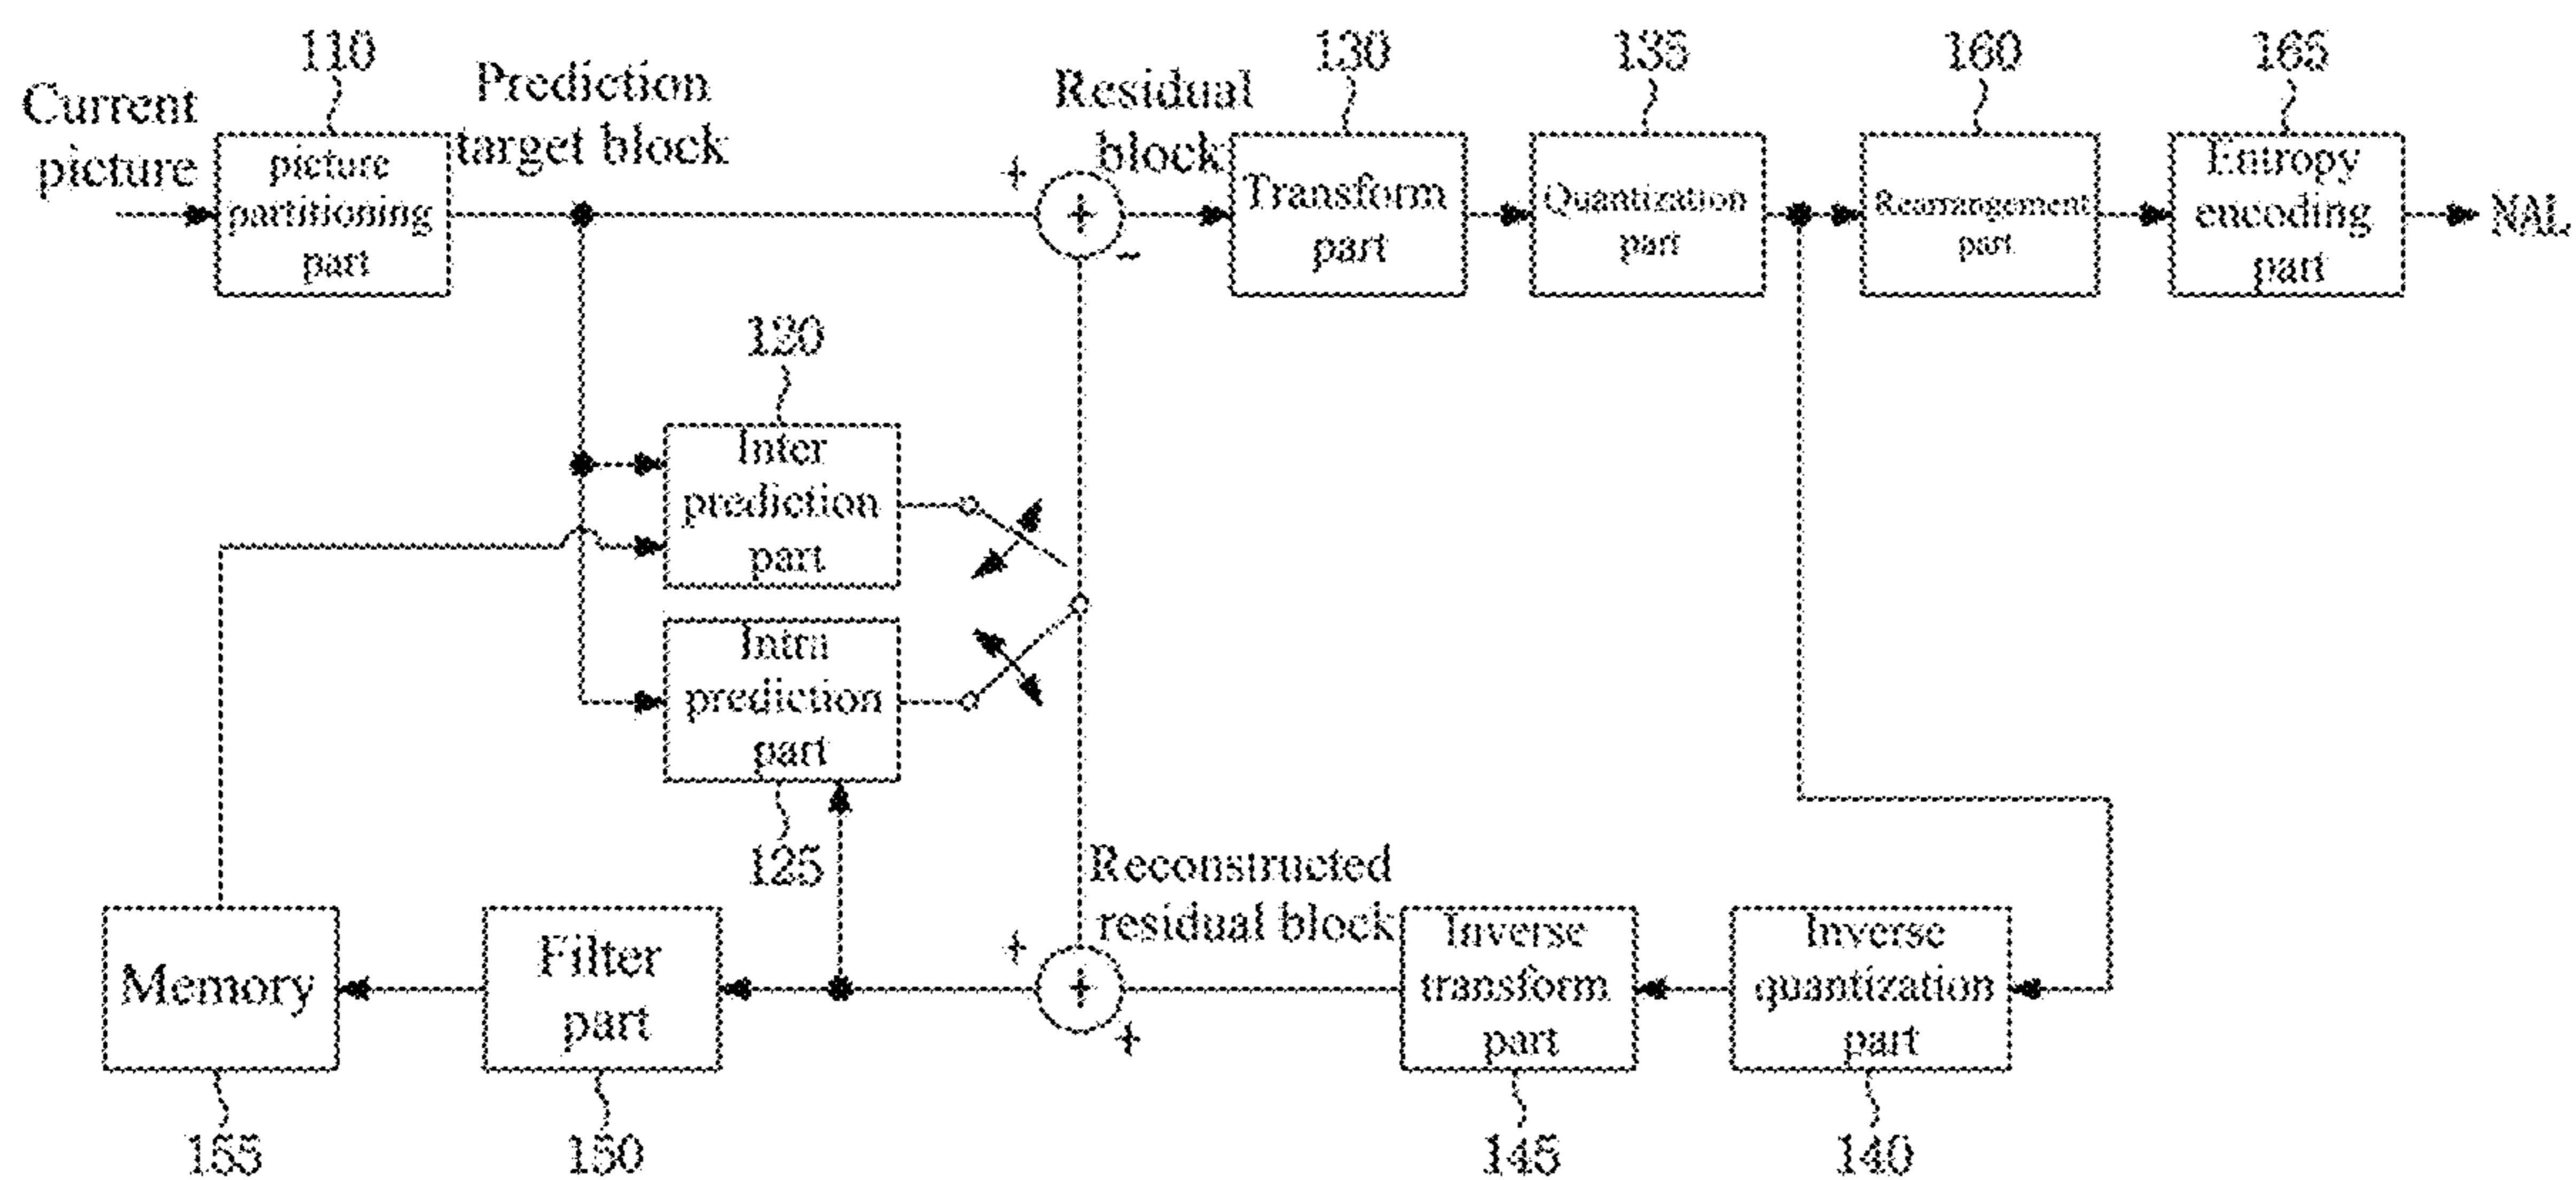 110
130
135
160
165
Current
picture
Prediction
target block
Residual
block
picture
partitioning
part
+
+
−
Transform
part
Quantization
part
Rearrangement
part
Entropy
encoding
part
NAL
120
Inter
prediction
part
Intra
prediction
part
125
Reconstructed
residual block
Memory
Filter
part
+
+
+
Inverse
transform
part
Inverse
quantization
part
155
150
145
140